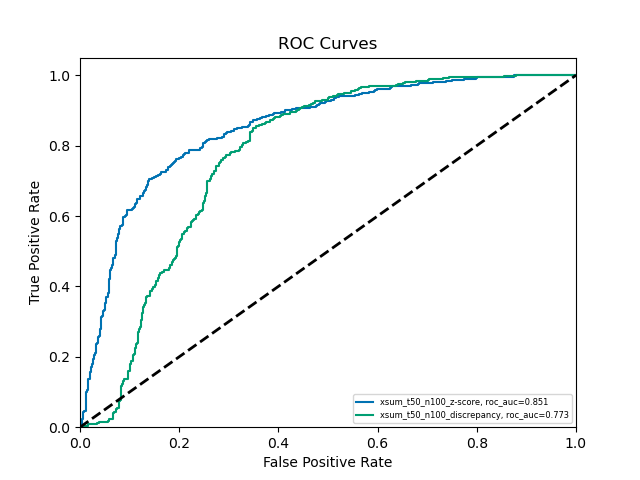 ROC Curves
1.0
0.8
0.6
0.4
0.2
0.0
True Positive Rate
xsum_t50_n100_z-score, roc_auc=0.851
xsum_t50_n100_discrepancy, roc_auc=0.773
0.0 0.2 0.4 0.6 0.8 1.0
False Positive Rate